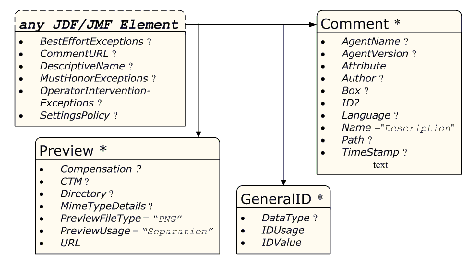 any JDF/JMF Element
• BestEffortExceptions ?
• CommentURL ?
• DescriptiveName ?
• MustHonorExceptions ?
• OperatorIntervention-
Exceptions ?
• SettingsPolicy ?
Comment *
• AgentName ?
• AgentVersion ?
• Attribute
• Author ?
• Box ?
• ID?
• Language ?
• Name ="Description"
• Path ?
• TimeStamp ?
text
Preview *
• Compensation ?
• CTM ?
• Directory ?
• MimeTypeDetails ?
• PreviewFileType = "PNG"
• PreviewUsage = "Separation"
• URL
GeneralID *
• DataType ?
• IDUsage
• IDValue